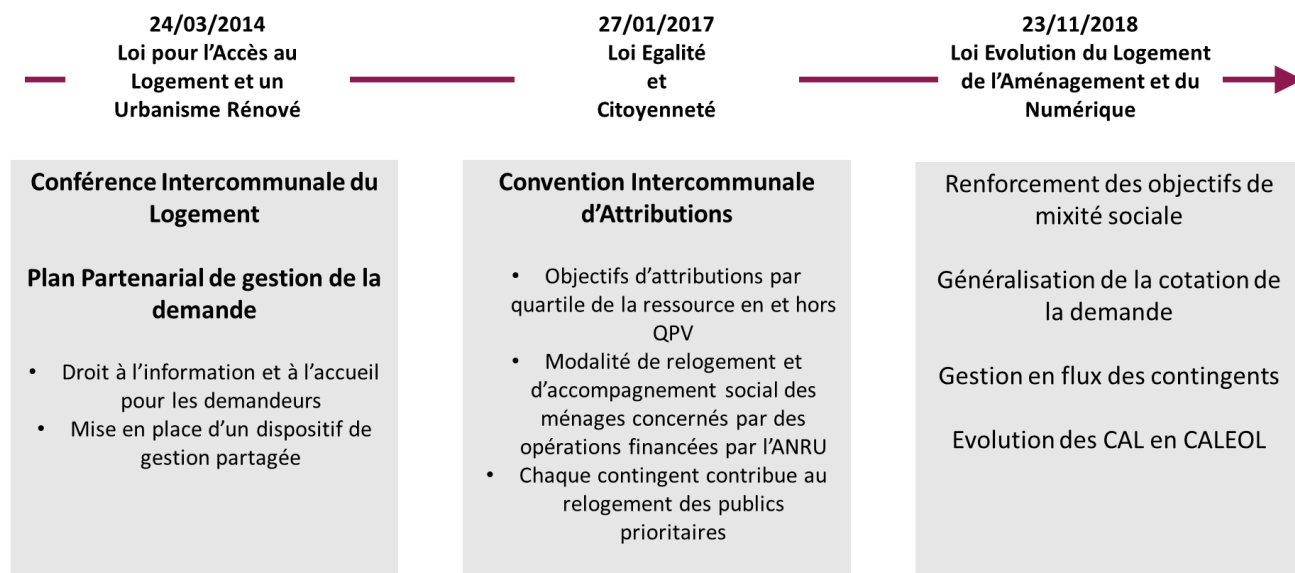 24/03/2014
Loi pour l'Accès au
Logement et un
Urbanisme Rénové
27/01/2017
Loi Egalité
et
Citoyenneté
23/11/2018
Loi Evolution du Logement
de l'Aménagement et du
Numérique
Conférence Intercommunale du
Logement
Plan Partenarial de gestion de la
demande
• Droit à l'information et à l'accueil
pour les demandeurs
• Mise en place d'un dispositif de
gestion partagée
Convention Intercommunale
d'Attributions
• Objectifs d'attributions par
quartile de la ressource en et hors
QPV
• Modalité de relogement et
d'accompagnement social des
ménages concernés par des
opérations financées par l'ANRU
• Chaque contingent contribue au
relogement des publics
prioritaires
Renforcement des objectifs de
mixité sociale
Généralisation de la cotation de
la demande
Gestion en flux des contingents
Evolution des CAL en CALEOL